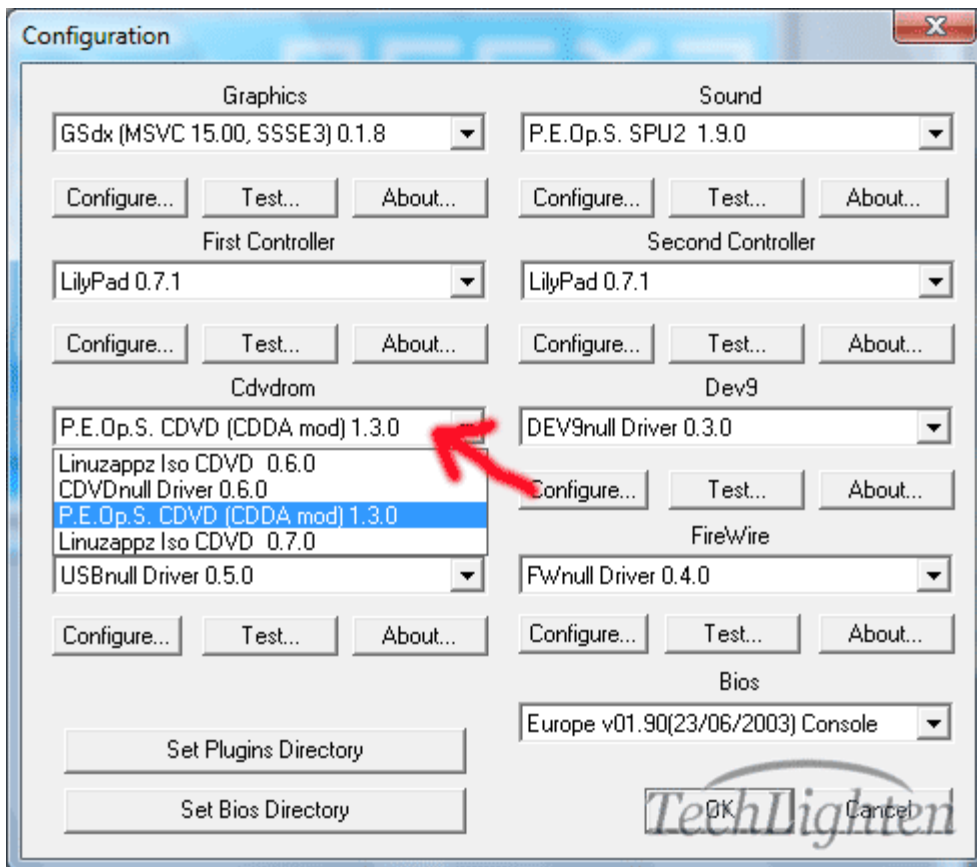 Configuration
Graphics
Sound
GSdx (MSVC 15.00, SSSE3) 0.1.8
P.E.Op.S. SPU2 1.9.0
Configure... Test... About...
Configure... Test... About...
First Controller
Second Controller
LilyPad 0.7.1
LilyPad 0.7.1
Configure... Test... About...
Configure... Test... About...
Cdvdrom
Dev9
P.E.Op.S. CDVD (CDDA mod) 1.3.0
DEV9null Driver 0.3.0
Linuzappz Iso CDVD 0.6.0
CDVDnull Driver 0.6.0
P.E.Op.S. CDVD (CDDA mod) 1.3.0
Linuzappz Iso CDVD 0.7.0
Configure... Test... About...
FireWire
USBnull Driver 0.5.0
FWnull Driver 0.4.0
Configure... Test... About...
Configure... Test... About...
Bios
Europe v01.90(23/06/2003) Console
Set Plugins Directory
Set Bios Directory
OK Cancel
TechLighten